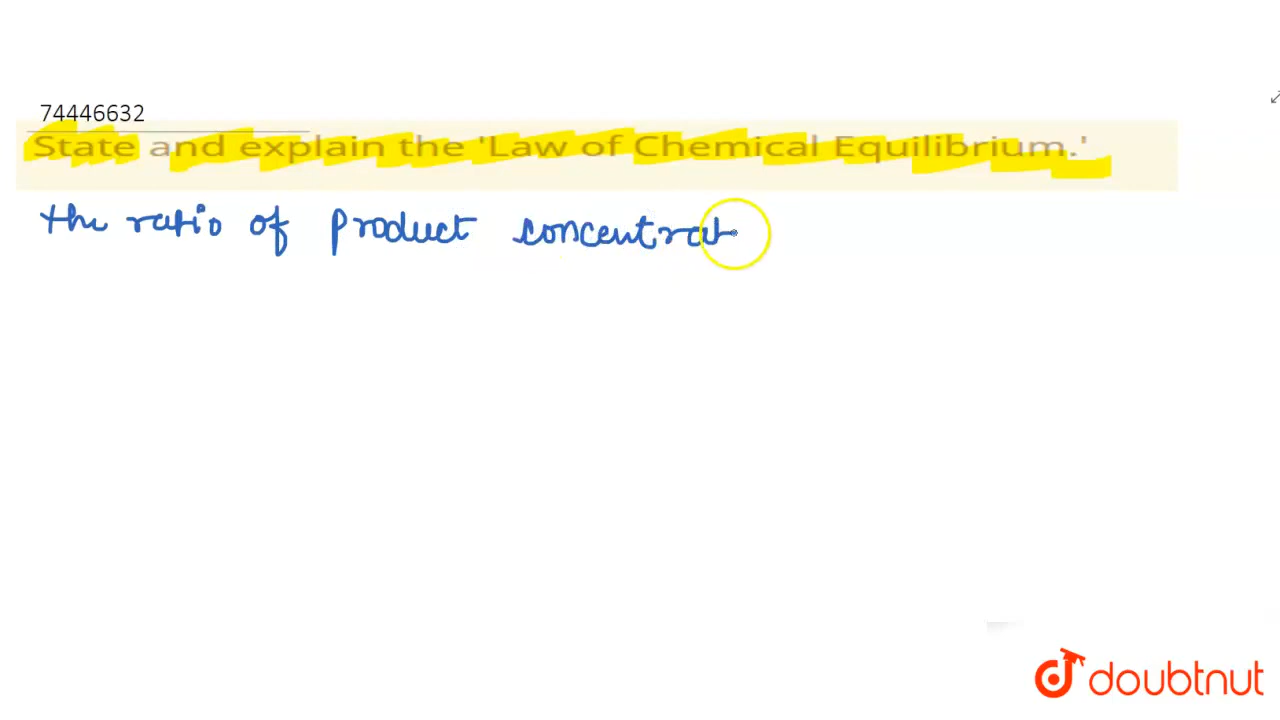 74446632
State and explain the 'Law of Chemical Equilibrium.'
the ratio of product concentrat
doubtnut